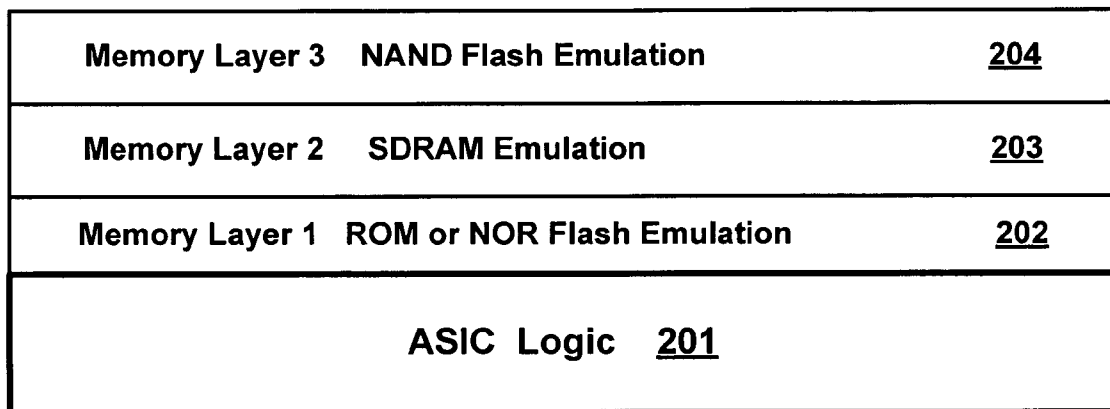 Memory Layer 3 NAND Flash Emulation 204
Memory Layer 2 SDRAM Emulation 203
Memory Layer 1 ROM or NOR Flash Emulation 202
ASIC Logic 201